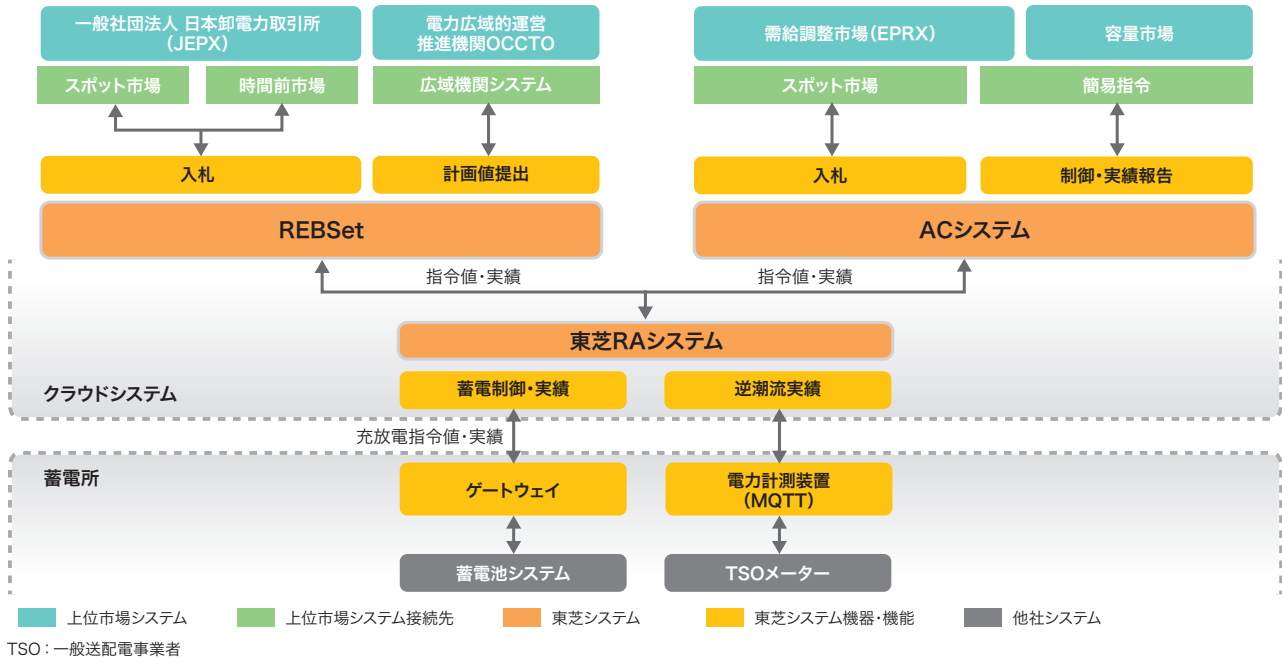 一般社団法人 日本卸電力取引所
(JEPX)
電力広域的運営
推進機関OCCTO
需給調整市場(EPRX)
容量市場
スポット市場
時間前市場
広域機関システム
スポット市場
簡易指令
入札
計画値提出
入札
制御・実績報告
REBSet
ACシステム
指令値・実績
指令値・実績
東芝RAシステム
クラウドシステム
蓄電制御・実績
逆潮流実績
充放電指令値・実績
蓄電所
ゲートウェイ
電力計測装置
(MQTT)
蓄電池システム
TSOメーター
上位市場システム
上位市場システム接続先
東芝システム
東芝システム機器・機能
他社システム
TSO：一般送配電事業者